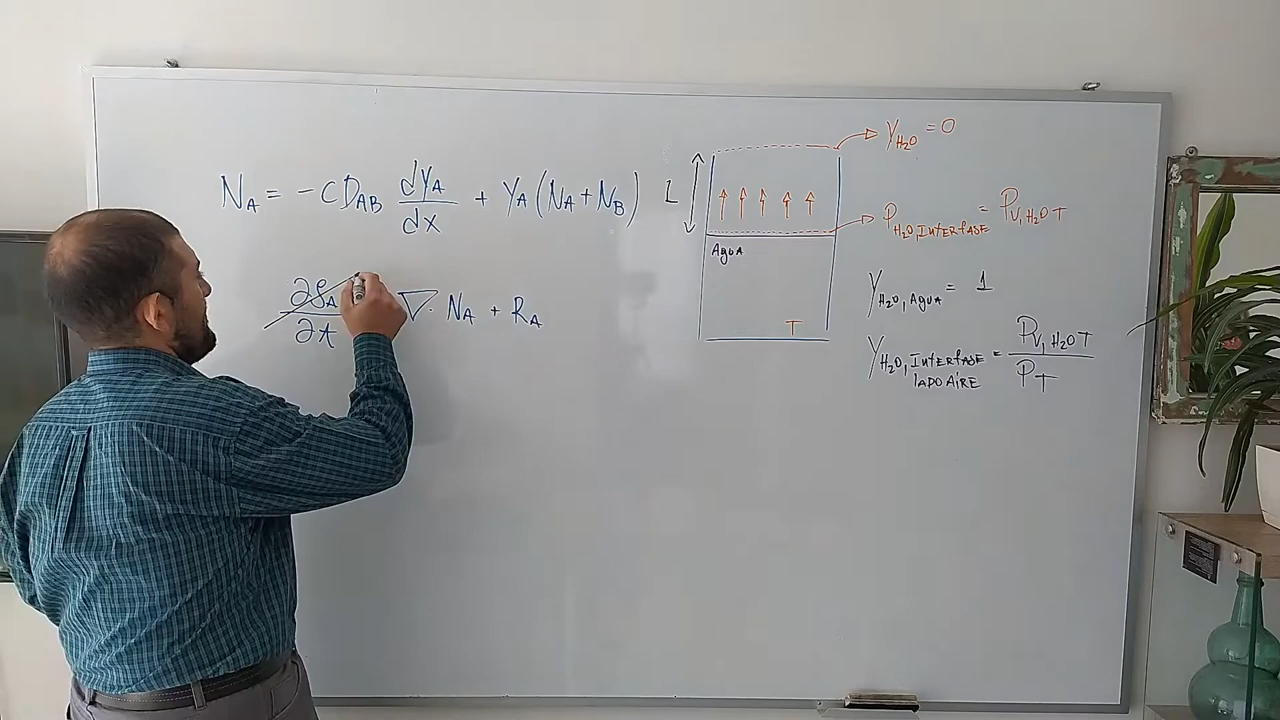 N_A = -C D_AB dy_A/dx + y_A (N_A + N_B)
∂ρ_A/∂t ∇· N_A + R_A
L
Agua
T
y_H2O = 0
P_H2O, Interfase = P_V, H2O T
y_H2O, Agua = 1
y_H2O, Interfase lado aire = P_V, H2O T / P_T